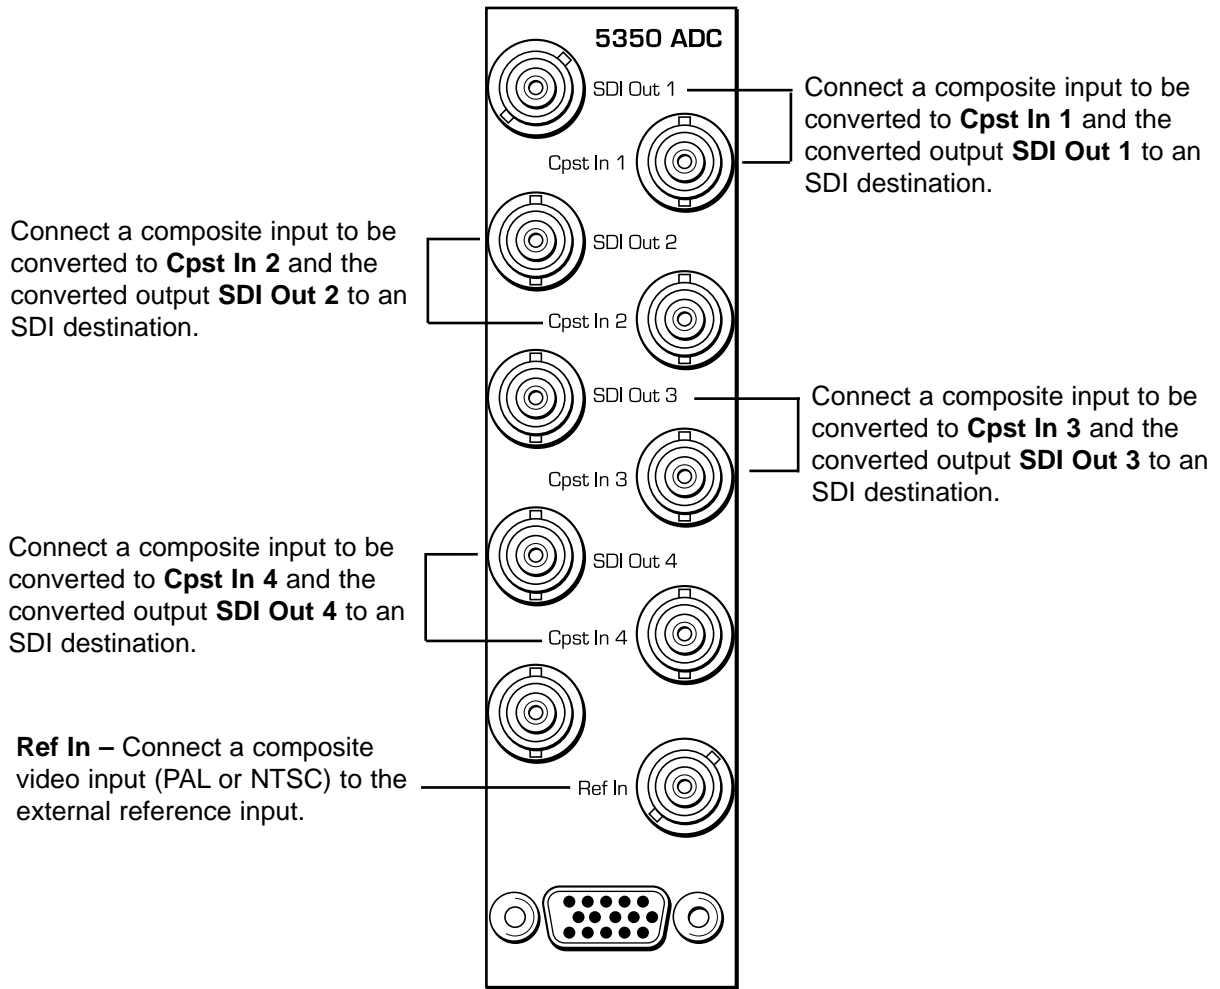 5350 ADC
SDI Out 1
Connect a composite input to be
converted to Cpst In 1 and the
converted output SDI Out 1 to an
SDI destination.
Cpst In 1
Connect a composite input to be
converted to Cpst In 2 and the
converted output SDI Out 2 to an
SDI destination.
SDI Out 2
Cpst In 2
SDI Out 3
Connect a composite input to be
converted to Cpst In 3 and the
converted output SDI Out 3 to an
SDI destination.
Cpst In 3
Connect a composite input to be
converted to Cpst In 4 and the
converted output SDI Out 4 to an
SDI destination.
SDI Out 4
Cpst In 4
Ref In – Connect a composite
video input (PAL or NTSC) to the
external reference input.
Ref In